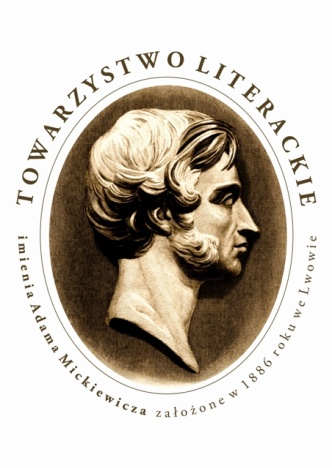 TOWARZYSTWO LITERACKIE
imienia Adama Mickiewicza założone w 1886 roku we Lwowie